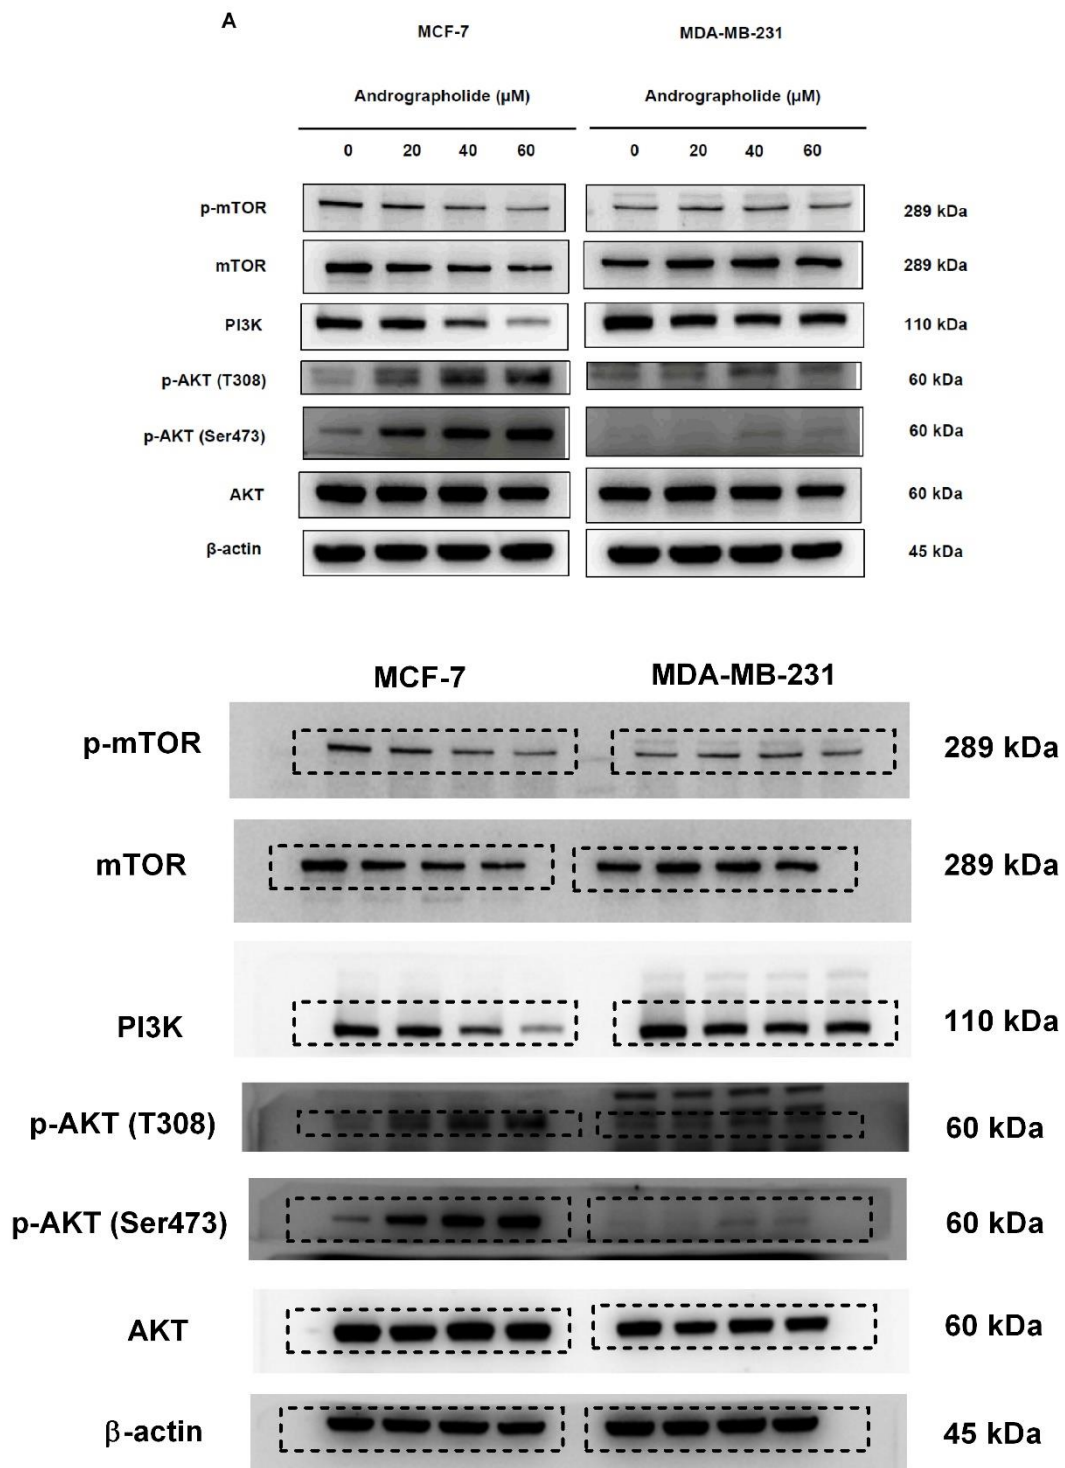 A
MCF-7 MDA-MB-231
Andrographolide (µM) Andrographolide (µM)
0 20 40 60 0 20 40 60
p-mTOR 289 kDa
mTOR 289 kDa
PI3K 110 kDa
p-AKT (T308) 60 kDa
p-AKT (Ser473) 60 kDa
AKT 60 kDa
β-actin 45 kDa
MCF-7 MDA-MB-231
p-mTOR 289 kDa
mTOR 289 kDa
PI3K 110 kDa
p-AKT (T308) 60 kDa
p-AKT (Ser473) 60 kDa
AKT 60 kDa
β-actin 45 kDa